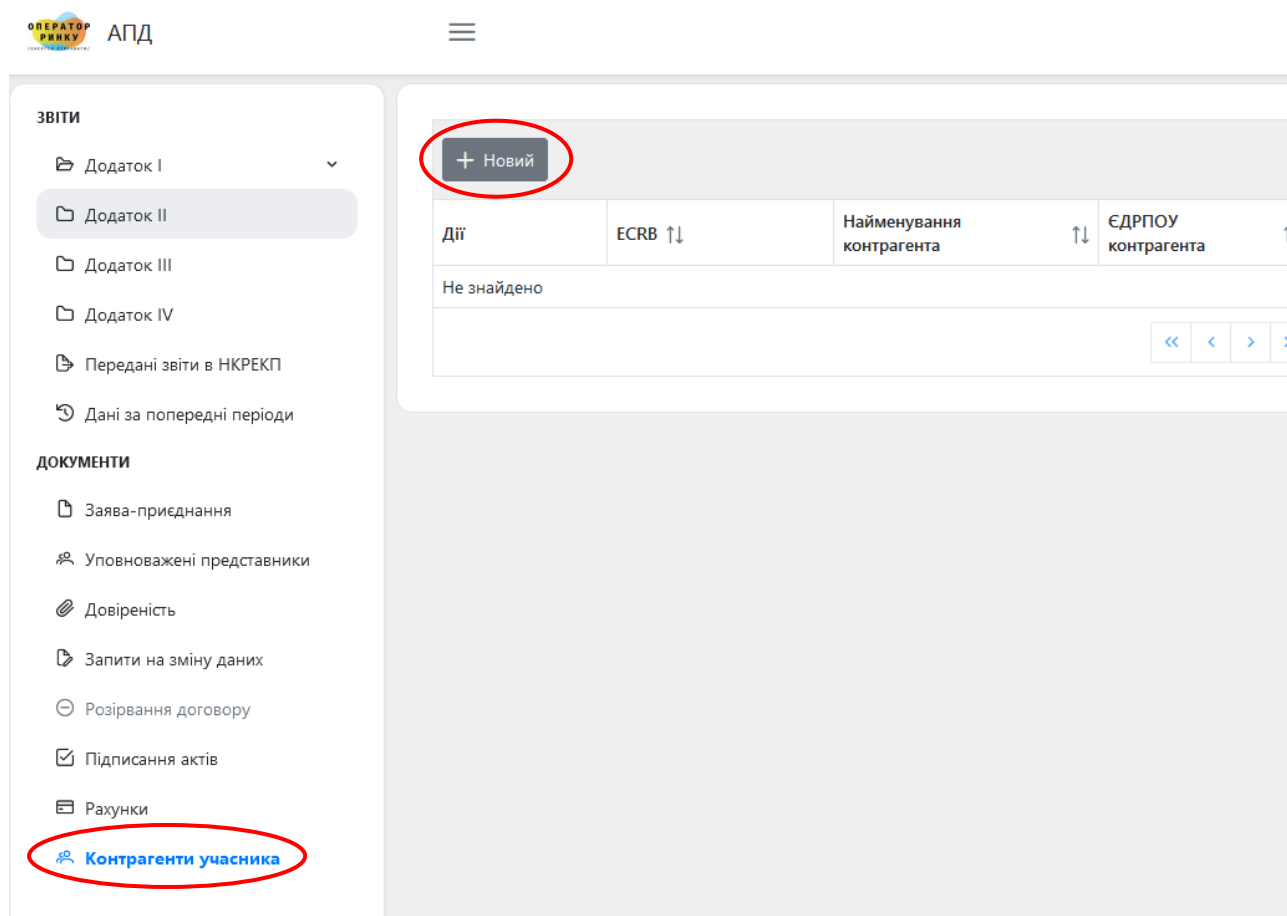 ОПЕРАТОР
РИНКУ
АПД
ЗВІТИ
Додаток І
Додаток ІІ
Додаток ІІІ
Додаток IV
Передані звіти в НКРЕКП
Дані за попередні періоди
ДОКУМЕНТИ
Заява-приєднання
Уповноважені представники
Довіреність
Запити на зміну даних
Розірвання договору
Підписання актів
Рахунки
Контрагенти учасника
+ Новий
Дії
ECRB
Найменування
контрагента
ЄДРПОУ
контрагента
Не знайдено